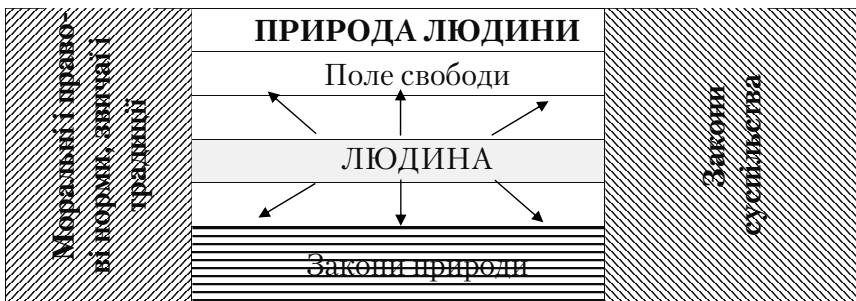 Моральні і право-
ві норми, звичаї і
традиції
ПРИРОДА ЛЮДИНИ
Поле свободи
ЛЮДИНА
Закони природи
Закони
суспільства